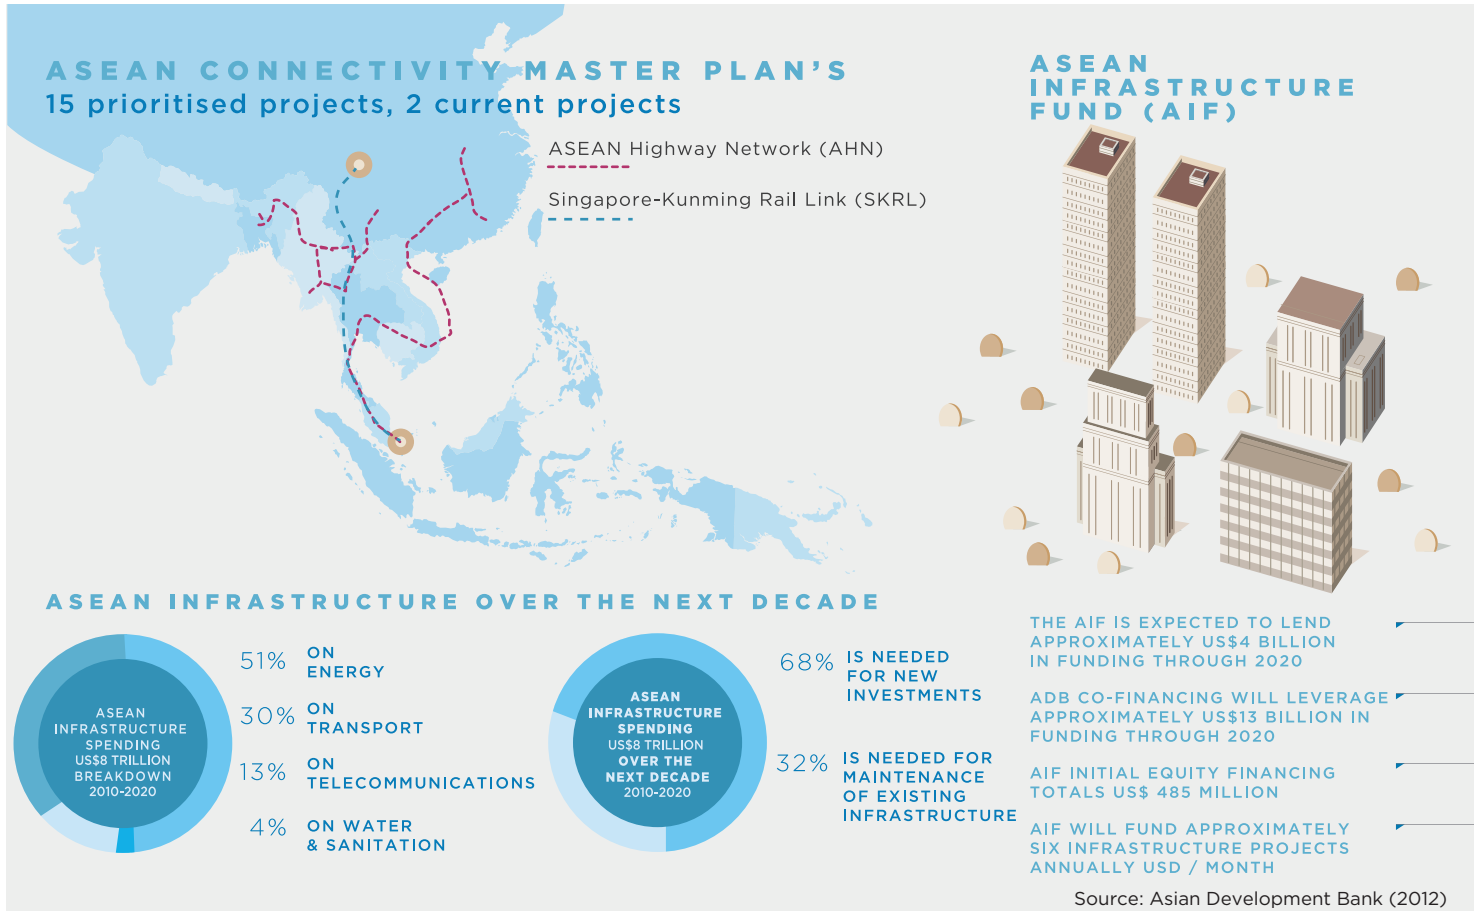 ASEAN CONNECTIVITY MASTER PLAN'S
15 prioritised projects, 2 current projects
ASEAN Highway Network (AHN)
Singapore-Kunming Rail Link (SKRL)
ASEAN
INFRASTRUCTURE
FUND (AIF)
ASEAN INFRASTRUCTURE OVER THE NEXT DECADE
ASEAN
INFRASTRUCTURE
SPENDING
US$8 TRILLION
BREAKDOWN
2010-2020
51% ON
ENERGY
30% ON
TRANSPORT
13% ON
TELECOMMUNICATIONS
4% ON WATER
& SANITATION
ASEAN
INFRASTRUCTURE
SPENDING
US$8 TRILLION
OVER THE
NEXT DECADE
2010-2020
68% IS NEEDED
FOR NEW
INVESTMENTS
32% IS NEEDED FOR
MAINTENANCE
OF EXISTING
INFRASTRUCTURE
THE AIF IS EXPECTED TO LEND
APPROXIMATELY US$4 BILLION
IN FUNDING THROUGH 2020
ADB CO-FINANCING WILL LEVERAGE
APPROXIMATELY US$13 BILLION IN
FUNDING THROUGH 2020
AIF INITIAL EQUITY FINANCING
TOTALS US$ 485 MILLION
AIF WILL FUND APPROXIMATELY
SIX INFRASTRUCTURE PROJECTS
ANNUALLY USD / MONTH
Source: Asian Development Bank (2012)